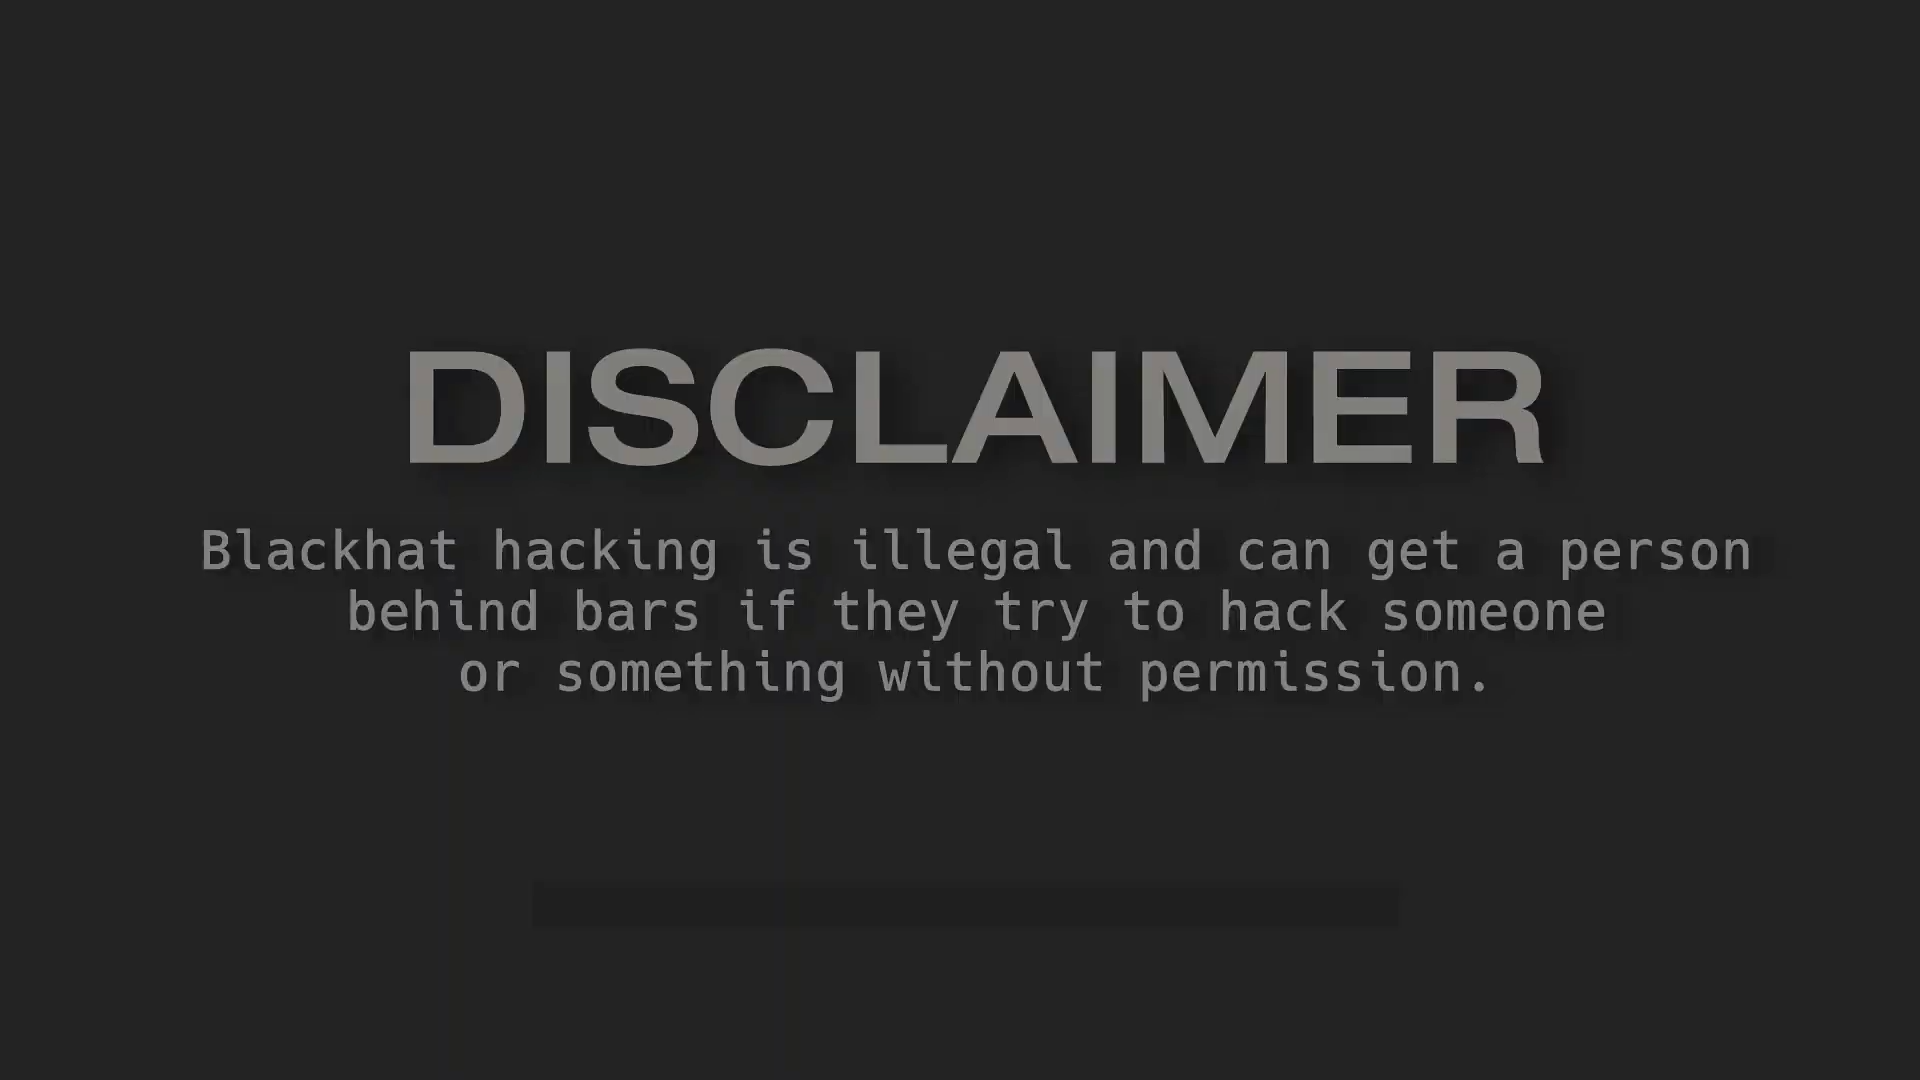 DISCLAIMER
Blackhat hacking is illegal and can get a person
behind bars if they try to hack someone
or something without permission.